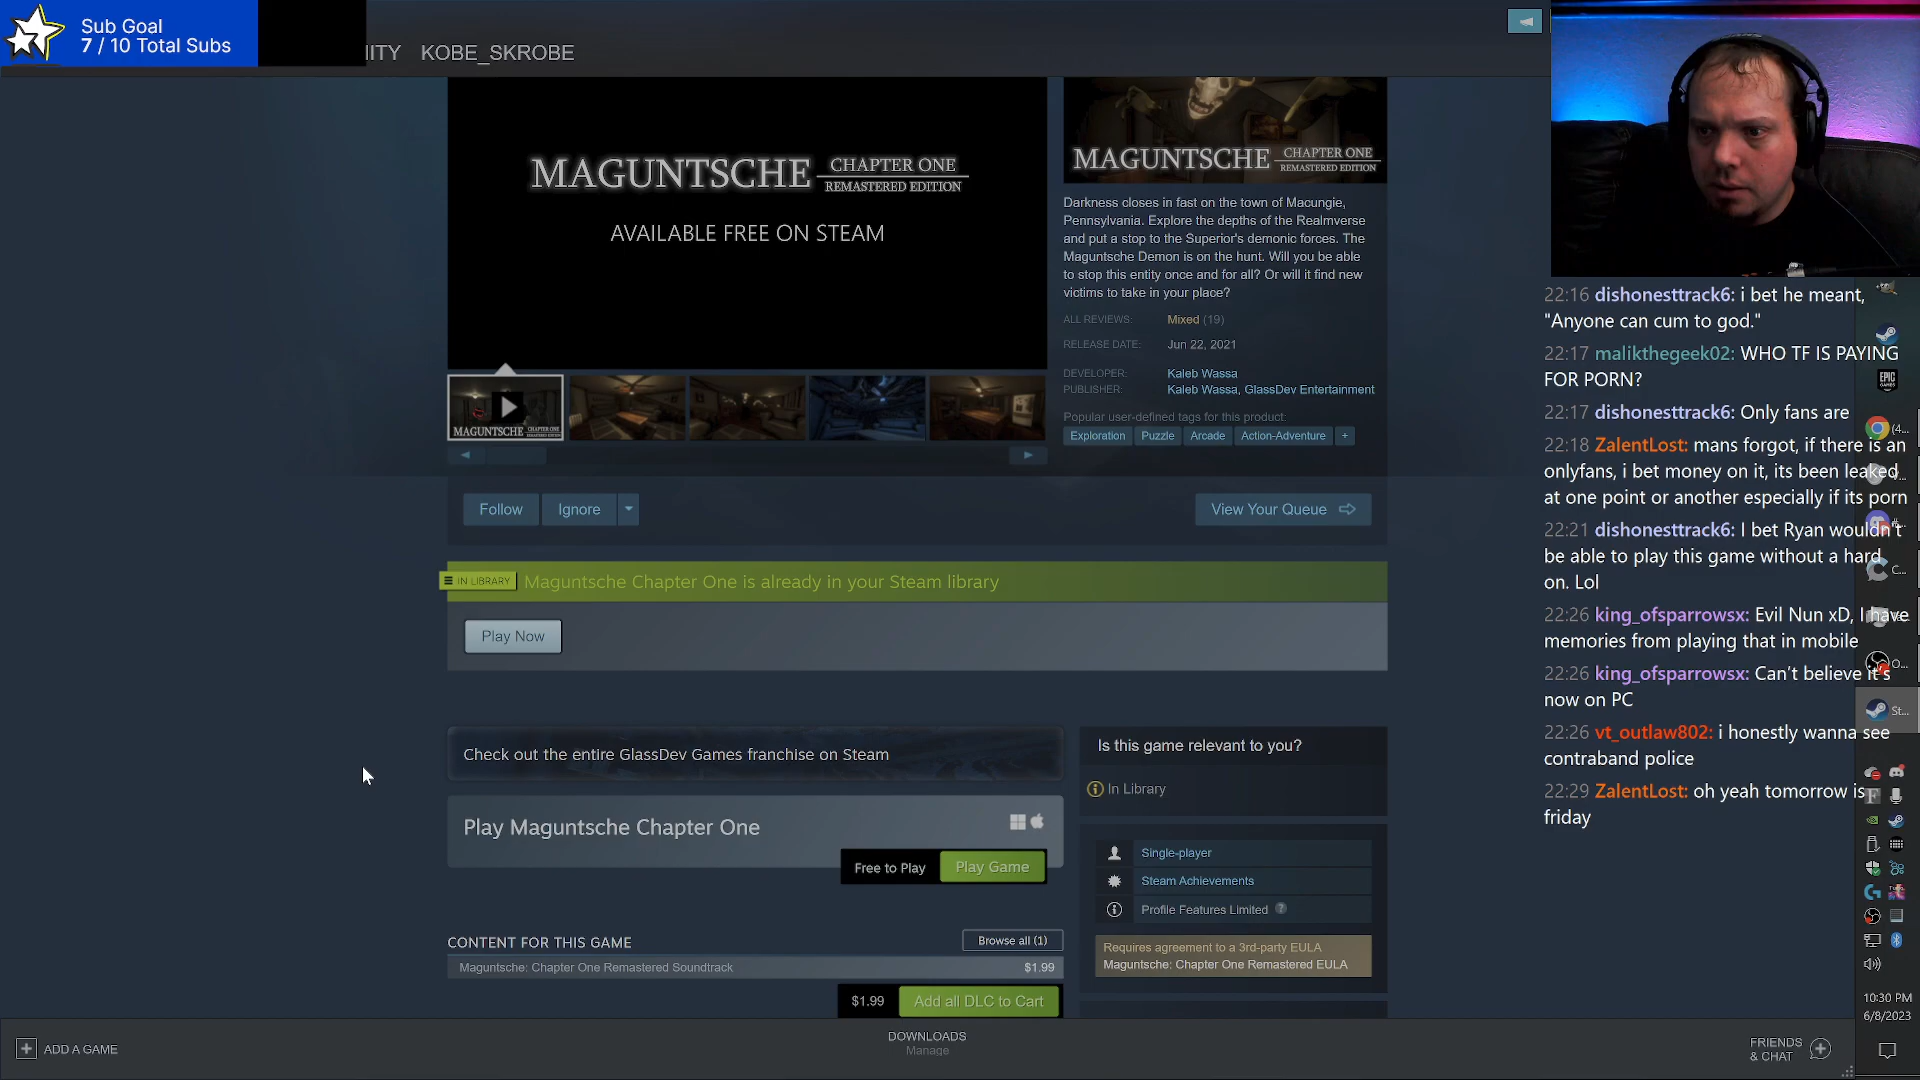 Sub Goal
7 / 10 Total Subs
ITY KOBE_SKROBE
MAGUNTSCHE CHAPTER ONE
REMASTERED EDITION
AVAILABLE FREE ON STEAM
MAGUNTSCHE CHAPTER ONE
REMASTERED EDITION
MAGUNTSCHE CHAPTER ONE
REMASTERED EDITION
Darkness closes in fast on the town of Macungie,
Pennsylvania. Explore the depths of the Realmverse
and put a stop to the Superior's demonic forces. The
Maguntsche Demon is on the hunt. Will you be able
to stop this entity once and for all? Or will it find new
victims to take in your place?
ALL REVIEWS: Mixed (19)
RELEASE DATE: Jun 22, 2021
DEVELOPER: Kaleb Wassa
PUBLISHER: Kaleb Wassa, GlassDev Entertainment
Popular user-defined tags for this product:
Exploration Puzzle Arcade Action-Adventure +
Follow Ignore View Your Queue
IN LIBRARY Maguntsche Chapter One is already in your Steam library
Play Now
Check out the entire GlassDev Games franchise on Steam
Play Maguntsche Chapter One
Free to Play Play Game
CONTENT FOR THIS GAME Browse all (1)
Maguntsche: Chapter One Remastered Soundtrack $1.99
$1.99 Add all DLC to Cart
Is this game relevant to you?
In Library
Single-player
Steam Achievements
Profile Features Limited ?
Requires agreement to a 3rd-party EULA
Maguntsche: Chapter One Remastered EULA
ADD A GAME
DOWNLOADS
Manage
FRIENDS
& CHAT
22:16 dishonesttrack6: i bet he meant,
"Anyone can cum to god."
22:17 malikthegeek02: WHO TF IS PAYING
FOR PORN?
22:17 dishonesttrack6: Only fans are
22:18 ZalentLost: mans forgot, if there is an
onlyfans, i bet money on it, its been leaked
at one point or another especially if its porn
22:21 dishonesttrack6: I bet Ryan wouldn't
be able to play this game without a hard
on. Lol
22:26 king_ofsparrowsx: Evil Nun xD, I have
memories from playing that in mobile
22:26 king_ofsparrowsx: Can't believe it's
now on PC
22:26 vt_outlaw802: i honestly wanna see
contraband police
22:29 ZalentLost: oh yeah tomorrow is
friday
EPIC
GAMES
(4...
C...
O...
St...
10:30 PM
6/8/2023